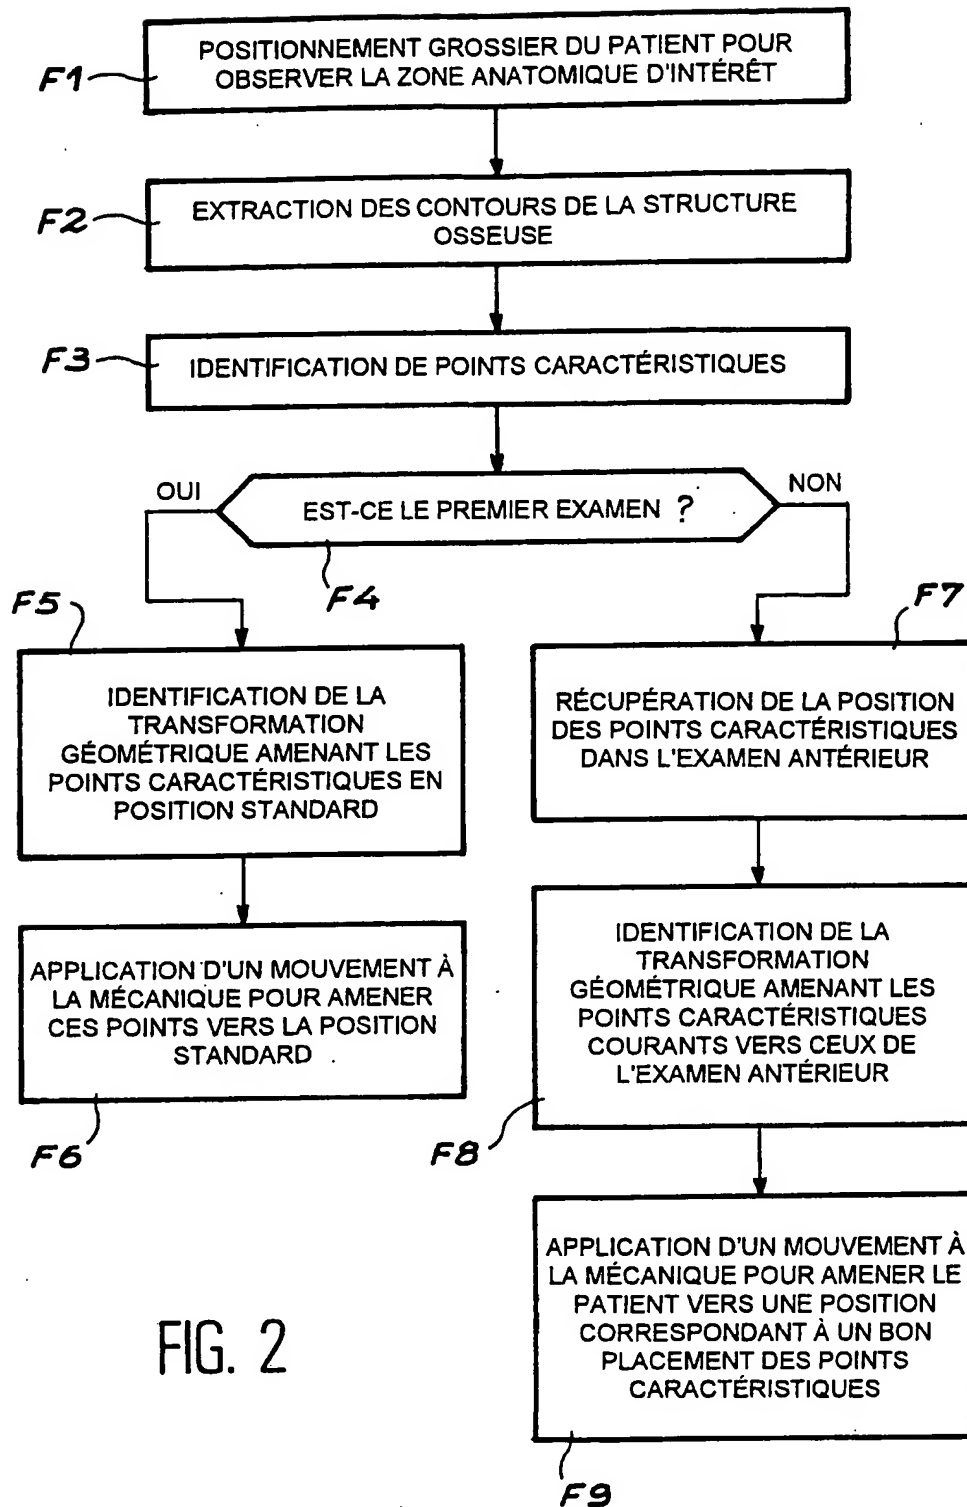 F1
POSITIONNEMENT GROSSIER DU PATIENT POUR
OBSERVER LA ZONE ANATOMIQUE D'INTÉRÊT
F2
EXTRACTION DES CONTOURS DE LA STRUCTURE
OSSEUSE
F3
IDENTIFICATION DE POINTS CARACTÉRISTIQUES
OUI
EST-CE LE PREMIER EXAMEN ?
NON
F4
F5
IDENTIFICATION DE LA
TRANSFORMATION
GÉOMÉTRIQUE AMENANT LES
POINTS CARACTÉRISTIQUES EN
POSITION STANDARD
APPLICATION D'UN MOUVEMENT À
LA MÉCANIQUE POUR AMENER
CES POINTS VERS LA POSITION
STANDARD
F6
F7
RÉCUPÉRATION DE LA POSITION
DES POINTS CARACTÉRISTIQUES
DANS L'EXAMEN ANTÉRIEUR
IDENTIFICATION DE LA
TRANSFORMATION
GÉOMÉTRIQUE AMENANT LES
POINTS CARACTÉRISTIQUES
COURANTS VERS CEUX DE
L'EXAMEN ANTÉRIEUR
F8
APPLICATION D'UN MOUVEMENT À
LA MÉCANIQUE POUR AMENER LE
PATIENT VERS UNE POSITION
CORRESPONDANT À UN BON
PLACEMENT DES POINTS
CARACTÉRISTIQUES
F9
FIG. 2